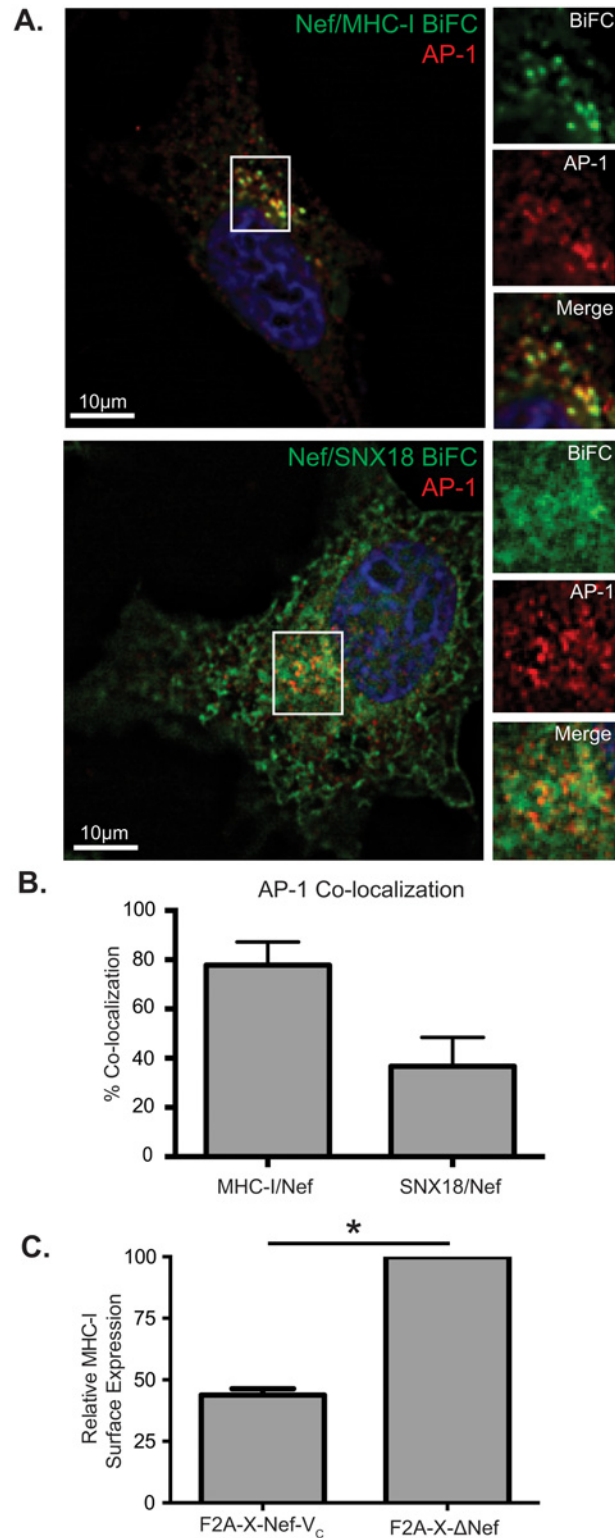 A.
Nef/MHC-I BiFC
AP-1
10µm
BiFC
AP-1
Merge
Nef/SNX18 BiFC
AP-1
10µm
BiFC
AP-1
Merge
B.
AP-1 Co-localization
% Co-localization
100
80
60
40
20
0
MHC-I/Nef
SNX18/Nef
C.
*
Relative MHC-I
Surface Expression
100
75
50
25
0
F2A-X-Nef-VC
F2A-X-ΔNef